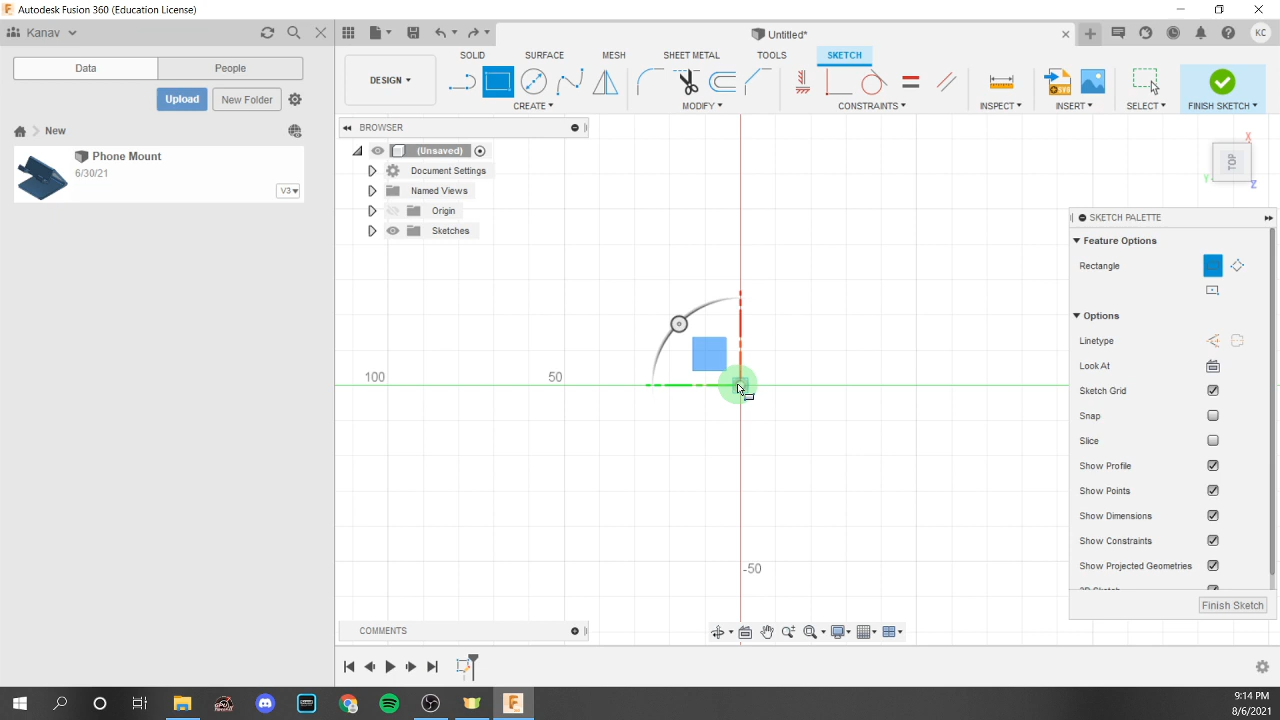 Autodesk Fusion 360 (Education License)
Kanav
Untitled*
KC
Data
People
Upload
New Folder
New
Phone Mount
6/30/21
V3
DESIGN
SOLID
SURFACE
MESH
SHEET METAL
TOOLS
SKETCH
CREATE
MODIFY
CONSTRAINTS
INSPECT
INSERT
SELECT
FINISH SKETCH
BROWSER
(Unsaved)
Document Settings
Named Views
Origin
Sketches
TOP
X
Y
Z
100
50
-50
SKETCH PALETTE
Feature Options
Rectangle
Options
Linetype
Look At
Sketch Grid
Snap
Slice
Show Profile
Show Points
Show Dimensions
Show Constraints
Show Projected Geometries
Finish Sketch
COMMENTS
9:14 PM
8/6/2021